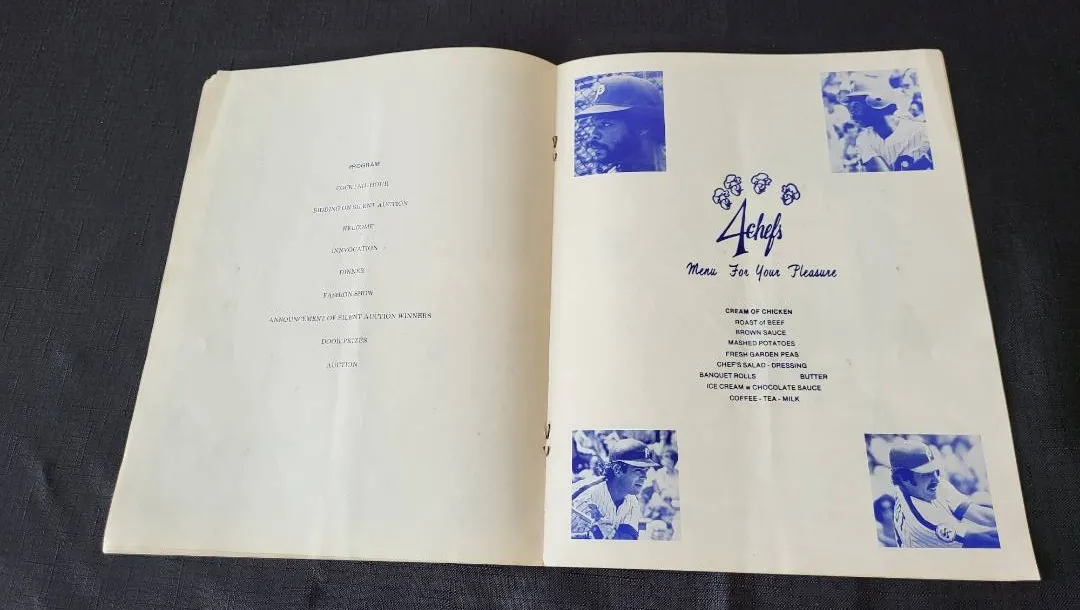 PROGRAM
COCKTAIL HOUR
BIDDING ON SILENT AUCTION
WELCOME
INVOCATION
DINNER
FASHION SHOW
ANNOUNCEMENT OF SILENT AUCTION WINNERS
DOOR PRIZES
AUCTION
4 chefs
Menu For Your Pleasure
CREAM OF CHICKEN
ROAST of BEEF
BROWN SAUCE
MASHED POTATOES
FRESH GARDEN PEAS
CHEF'S SALAD - DRESSING
BANQUET ROLLS BUTTER
ICE CREAM w CHOCOLATE SAUCE
COFFEE - TEA - MILK